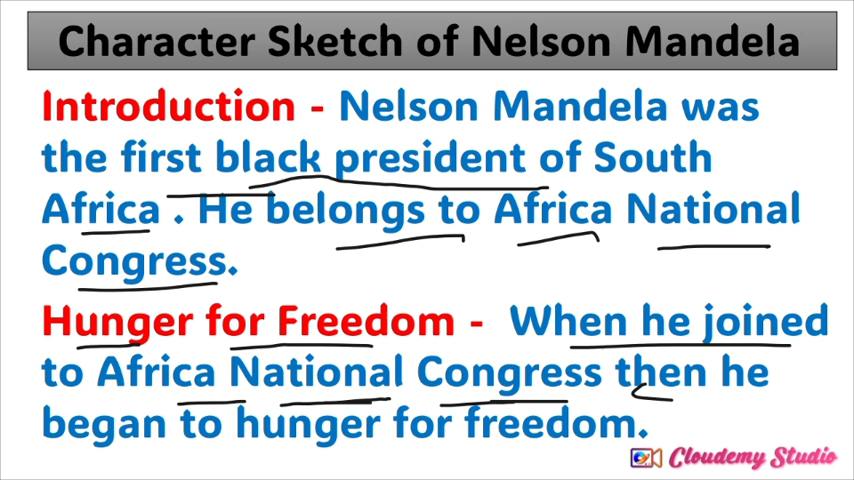 Character Sketch of Nelson Mandela
Introduction - Nelson Mandela was
the first black president of South
Africa . He belongs to Africa National
Congress.
Hunger for Freedom - When he joined
to Africa National Congress then he
began to hunger for freedom.
Cloudemy Studio